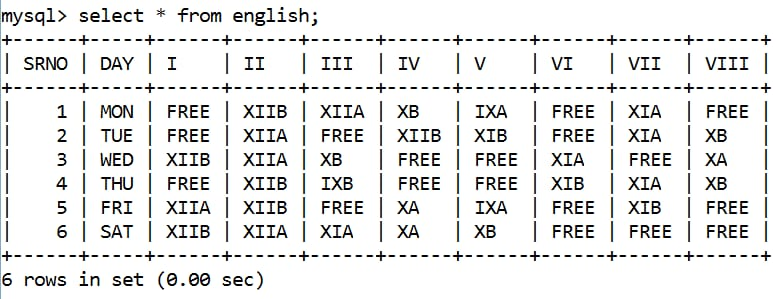 mysql> select * from english;
+------+-----+------+------+------+------+------+------+------+------+
| SRNO | DAY | I    | II   | III  | IV   | V    | VI   | VII  | VIII |
+------+-----+------+------+------+------+------+------+------+------+
|    1 | MON | FREE | XIIB | XIIA | XB   | IXA  | FREE | XIA  | FREE |
|    2 | TUE | FREE | XIIA | FREE | XIIB | XIB  | FREE | XIA  | XB   |
|    3 | WED | XIIB | XIIA | XB   | FREE | FREE | XIA  | FREE | XA   |
|    4 | THU | FREE | XIIB | IXB  | FREE | FREE | XIB  | XIA  | XB   |
|    5 | FRI | XIIA | XIIB | FREE | XA   | IXA  | FREE | XIB  | FREE |
|    6 | SAT | XIIB | XIIA | XIA  | XA   | XB   | FREE | FREE | FREE |
+------+-----+------+------+------+------+------+------+------+------+
6 rows in set (0.00 sec)